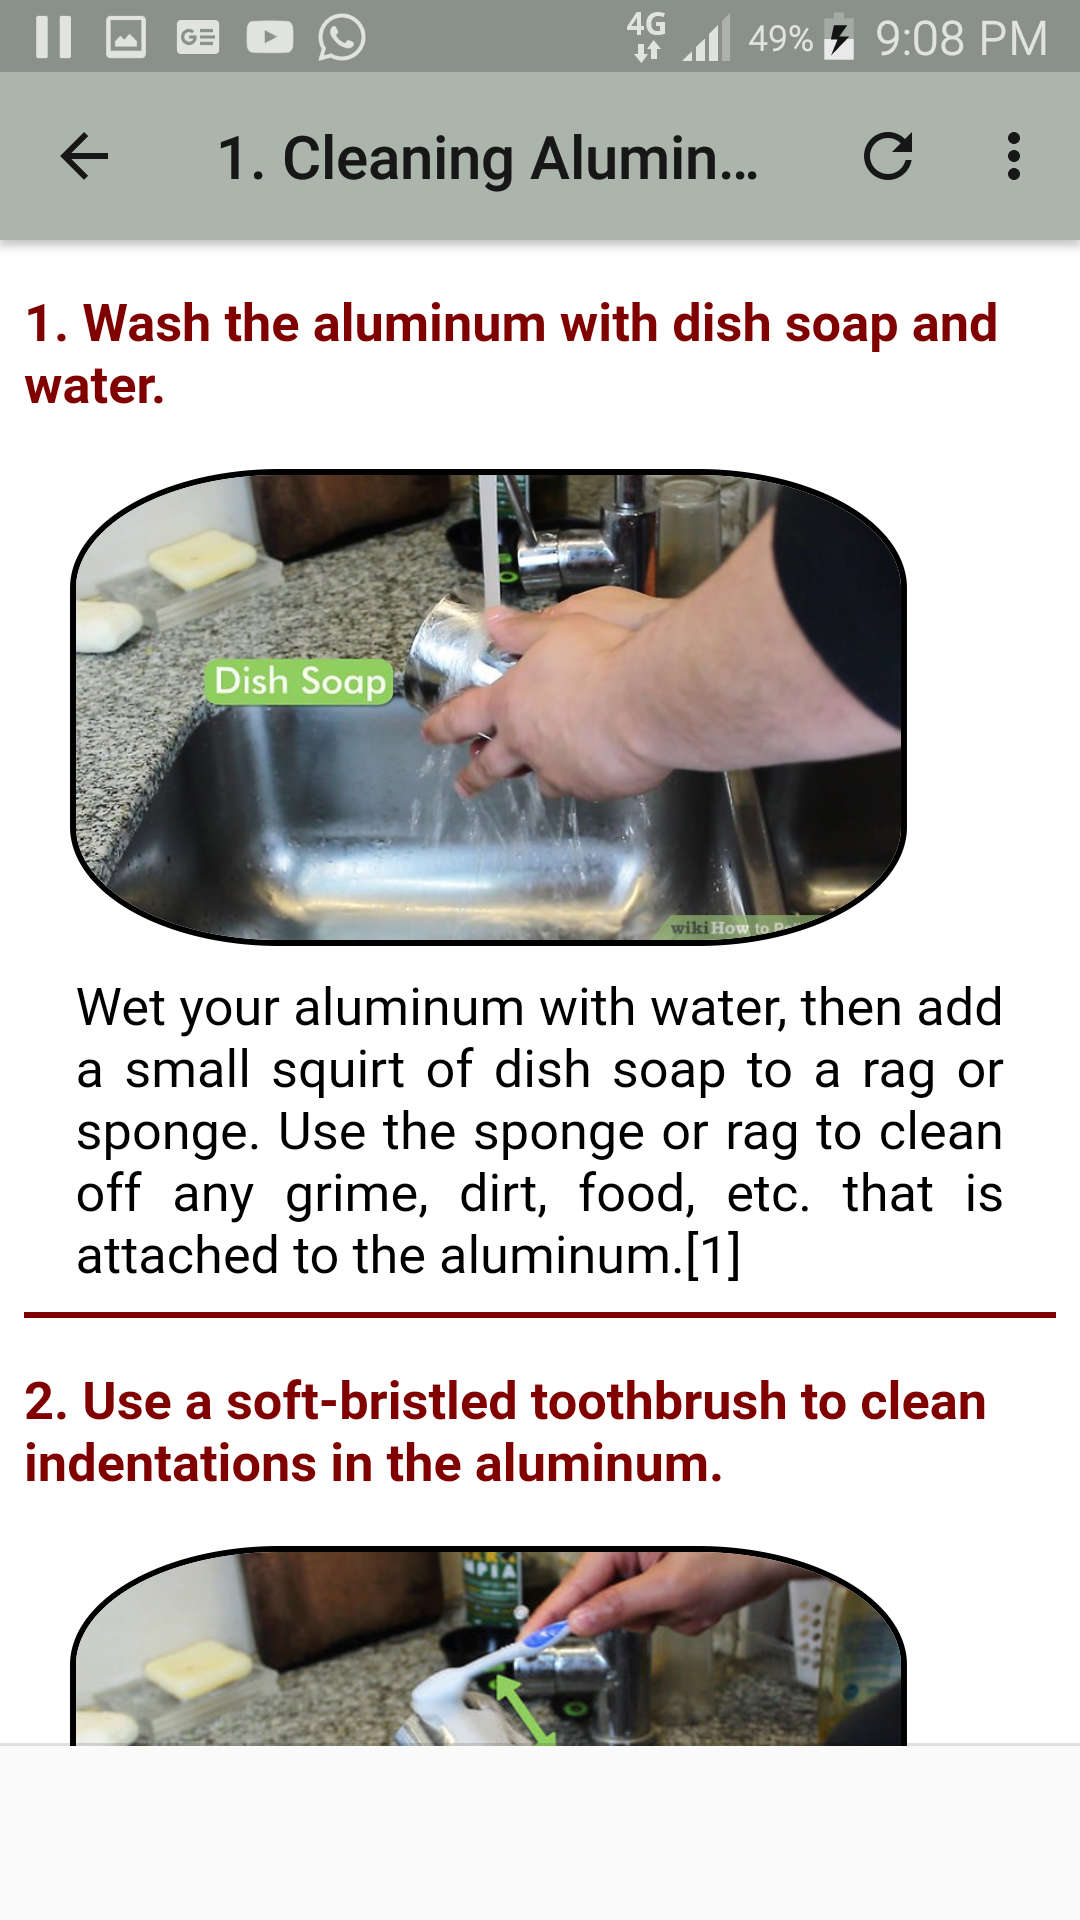 4G 49% 9:08 PM
GE
1. Cleaning Alumin...
1. Wash the aluminum with dish soap and
water.
Dish Soap
wikiHow to
Wet your aluminum with water, then add
a small squirt of dish soap to a rag or
sponge. Use the sponge or rag to clean
off any grime, dirt, food, etc. that is
attached to the aluminum.[1]
2. Use a soft-bristled toothbrush to clean
indentations in the aluminum.